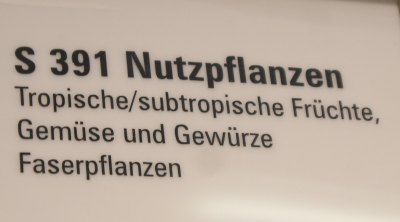 S 391 Nutzpflanzen
Tropische/subtropische Früchte,
Gemüse und Gewürze
Faserpflanzen